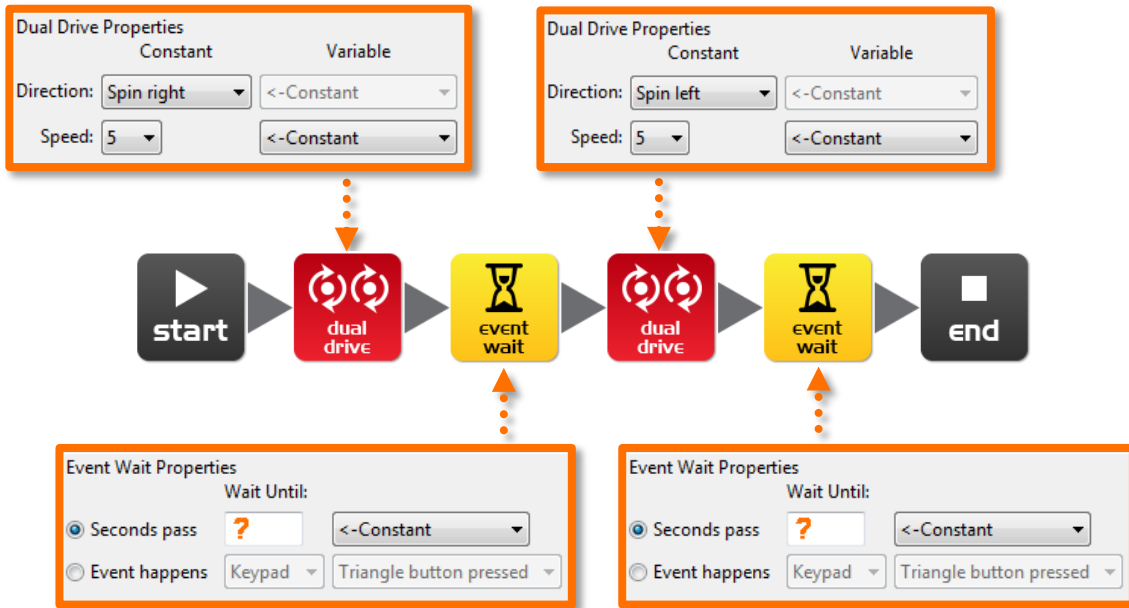 Dual Drive Properties
Constant Variable
Direction: Spin right <-Constant
Speed: 5 <-Constant
Dual Drive Properties
Constant Variable
Direction: Spin left <-Constant
Speed: 5 <-Constant
start
dual
drive
event
wait
dual
drive
event
wait
end
Event Wait Properties
Wait Until:
Seconds pass ? <-Constant
Event happens Keypad Triangle button pressed
Event Wait Properties
Wait Until:
Seconds pass ? <-Constant
Event happens Keypad Triangle button pressed